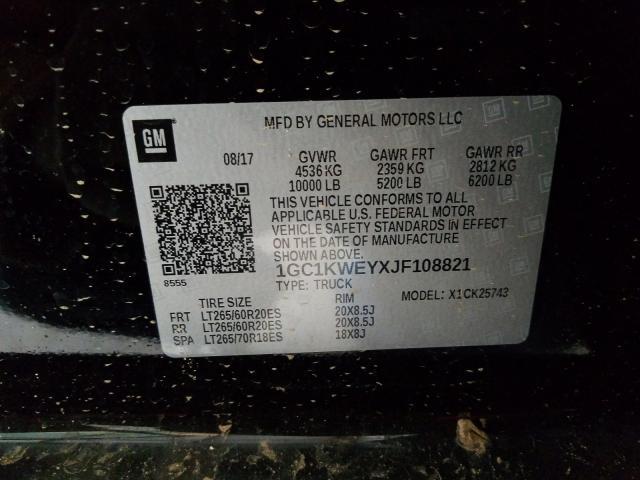 GM
MFD BY GENERAL MOTORS LLC
08/17 GVWR GAWR FRT GAWR RR
4536 KG 2359 KG 2812 KG
10000 LB 5200 LB 6200 LB
THIS VEHICLE CONFORMS TO ALL
APPLICABLE U.S. FEDERAL MOTOR
VEHICLE SAFETY STANDARDS IN EFFECT
ON THE DATE OF MANUFACTURE
SHOWN ABOVE.
1GC1KWEYXJF108821
8555
TYPE: TRUCK MODEL: X1CK25743
TIRE SIZE RIM
FRT LT265/60R20ES 20X8.5J
RR LT265/60R20ES 20X8.5J
SPA LT265/70R18ES 18X8J